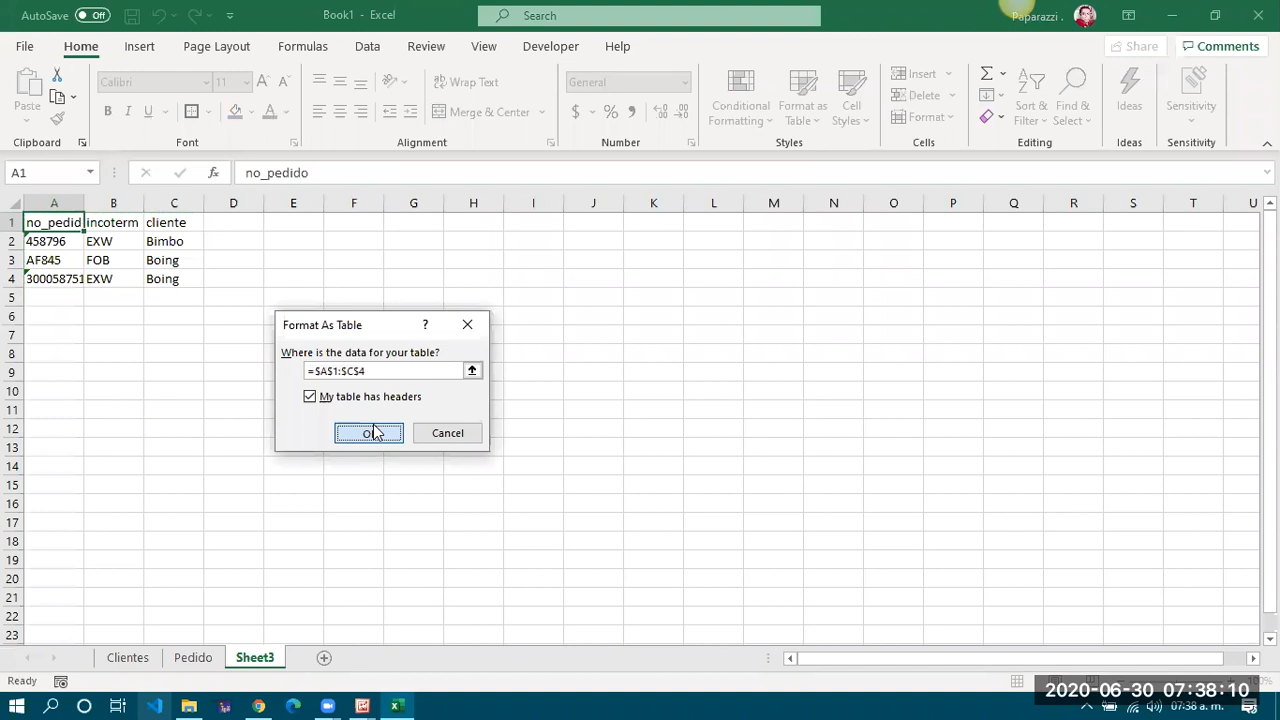 AutoSave Off
Book1 - Excel
Search
Paparazzi .
File Home Insert Page Layout Formulas Data Review View Developer Help
Share Comments
Paste
Calibri 11
Wrap Text
General
Conditional Formatting
Format as Table
Cell Styles
Insert
Sort & Filter
Find & Select
Ideas
Sensitivity
B I U
Merge & Center
$ % ,
Delete
Format
Clipboard Font Alignment Number Styles Cells Editing Ideas Sensitivity
A1 fx no_pedido
A B C D E F G H I J K L M N O P Q R S T U
1 no_pedid incoterm cliente
2 458796 EXW Bimbo
3 AF845 FOB Boing
4 300058751 EXW Boing
5
6
7
8
9
10
11
12
13
14
15
16
17
18
19
20
21
22
23
Format As Table ?
Where is the data for your table?
=$A$1:$C$4
My table has headers
Cancel
Clientes Pedido Sheet3
Ready
2020-06-30 07:38:10
07:38 a. m.